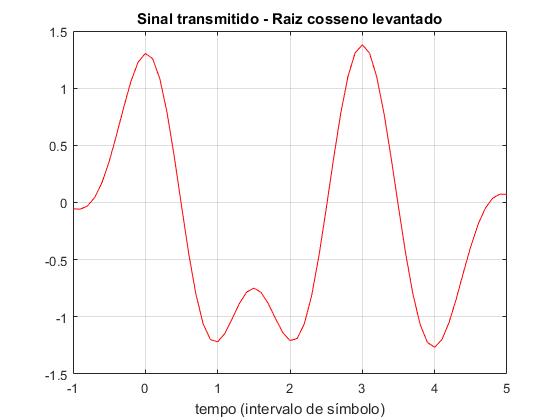 Sinal transmitido - Raiz cosseno levantado
1.5
1
0.5
0
-0.5
-1
-1.5
-1 0 1 2 3 4 5
tempo (intervalo de símbolo)